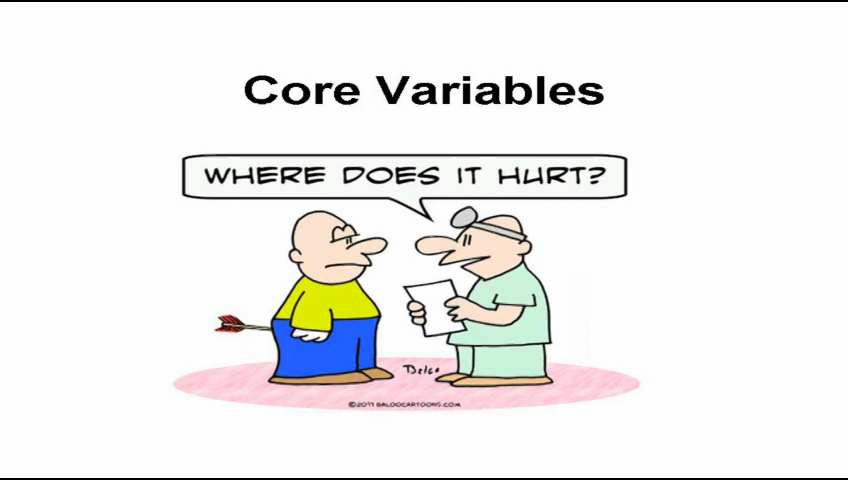 Core Variables
WHERE DOES IT HURT?
Baloo
©2011 BALOOCARTOONS.COM